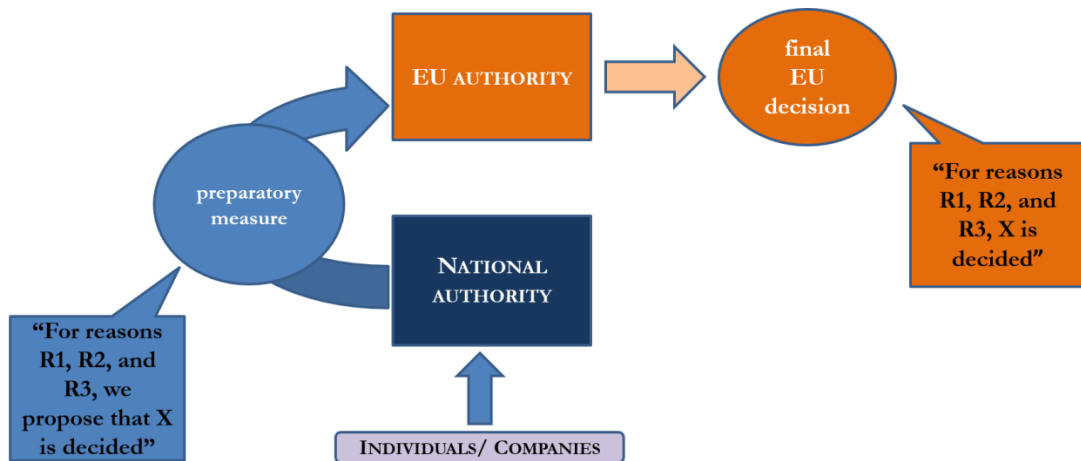 EU AUTHORITY
final
EU
decision
preparatory
measure
“For reasons
R1, R2, and
R3, X is
decided”
NATIONAL
AUTHORITY
“For reasons
R1, R2, and
R3, we
propose that X
is decided”
INDIVIDUALS/ COMPANIES